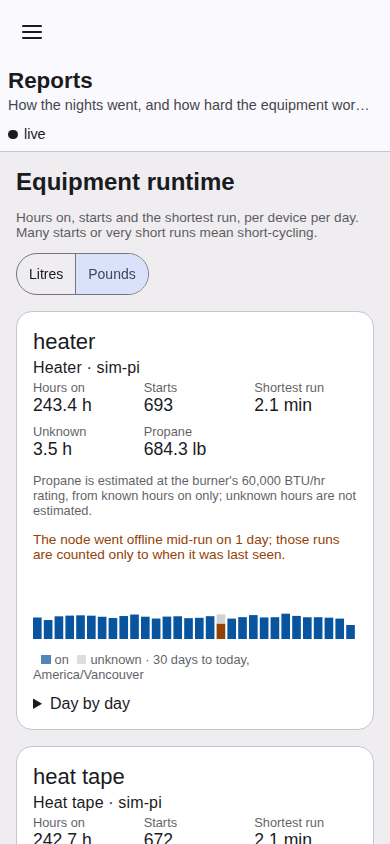 Reports
How the nights went, and how hard the equipment wor…
live
Equipment runtime
Hours on, starts and the shortest run, per device per day.
Many starts or very short runs mean short-cycling.
Litres Pounds
heater
Heater · sim-pi
Hours on Starts Shortest run
243.4 h 693 2.1 min
Unknown Propane
3.5 h 684.3 lb
Propane is estimated at the burner's 60,000 BTU/hr
rating, from known hours on only; unknown hours are not
estimated.
The node went offline mid-run on 1 day; those runs
are counted only to when it was last seen.
on unknown · 30 days to today,
America/Vancouver
Day by day
heat tape
Heat tape · sim-pi
Hours on Starts Shortest run
242.7 h 672 2.1 min